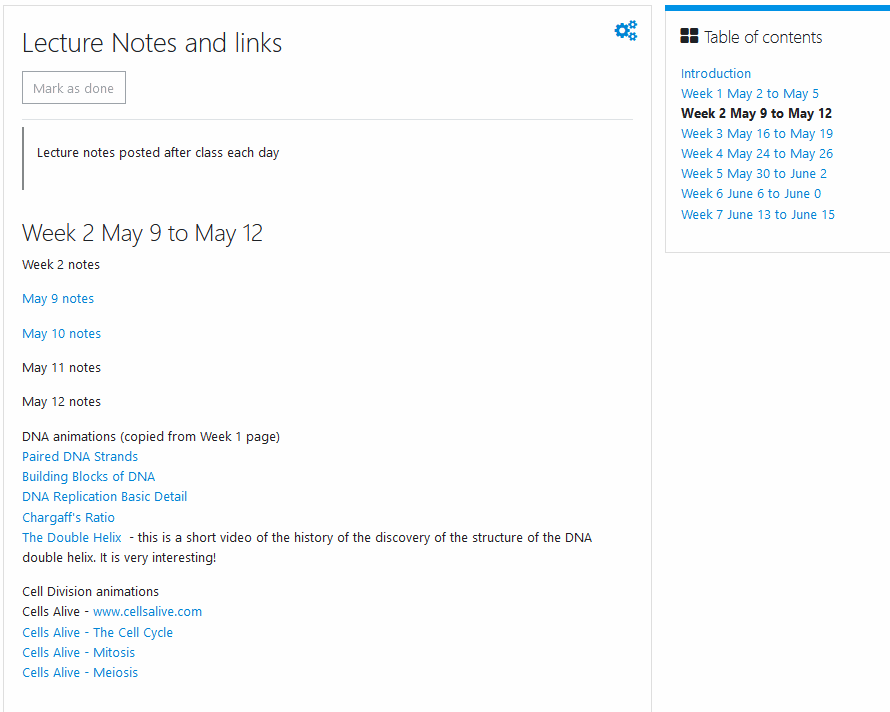 Lecture Notes and links
Mark as done
Lecture notes posted after class each day
Week 2 May 9 to May 12
Week 2 notes
May 9 notes
May 10 notes
May 11 notes
May 12 notes
DNA animations (copied from Week 1 page)
Paired DNA Strands
Building Blocks of DNA
DNA Replication Basic Detail
Chargaff's Ratio
The Double Helix - this is a short video of the history of the discovery of the structure of the DNA
double helix. It is very interesting!
Cell Division animations
Cells Alive - www.cellsalive.com
Cells Alive - The Cell Cycle
Cells Alive - Mitosis
Cells Alive - Meiosis
Table of contents
Introduction
Week 1 May 2 to May 5
Week 2 May 9 to May 12
Week 3 May 16 to May 19
Week 4 May 24 to May 26
Week 5 May 30 to June 2
Week 6 June 6 to June 0
Week 7 June 13 to June 15